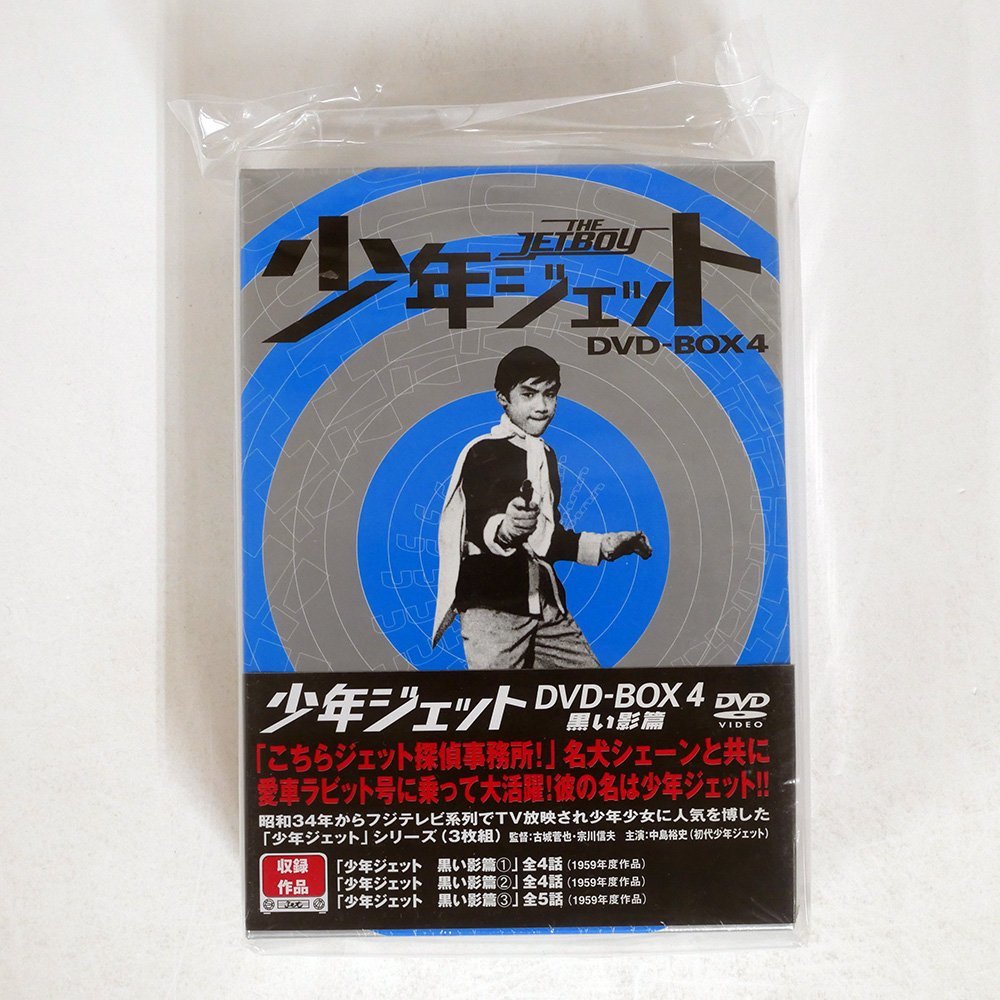 THE
JETBOY
少年ジェット
DVD-BOX4
少年ジェット DVD-BOX 4
黒い影篇
DVD
VIDEO
「こちらジェット探偵事務所!」名犬シェーンと共に
愛車ラビット号に乗って大活躍!彼の名は少年ジェット!!
昭和34年からフジテレビ系列でTV放映され少年少女に人気を博した
「少年ジェット」シリーズ(3枚組) 監督:古城菅也・宗川信夫 主演:中島裕史(初代少年ジェット)
収録
作品
「少年ジェット 黒い影篇①」全4話(1959年度作品)
「少年ジェット 黒い影篇②」全4話(1959年度作品)
「少年ジェット 黒い影篇③」全5話(1959年度作品)